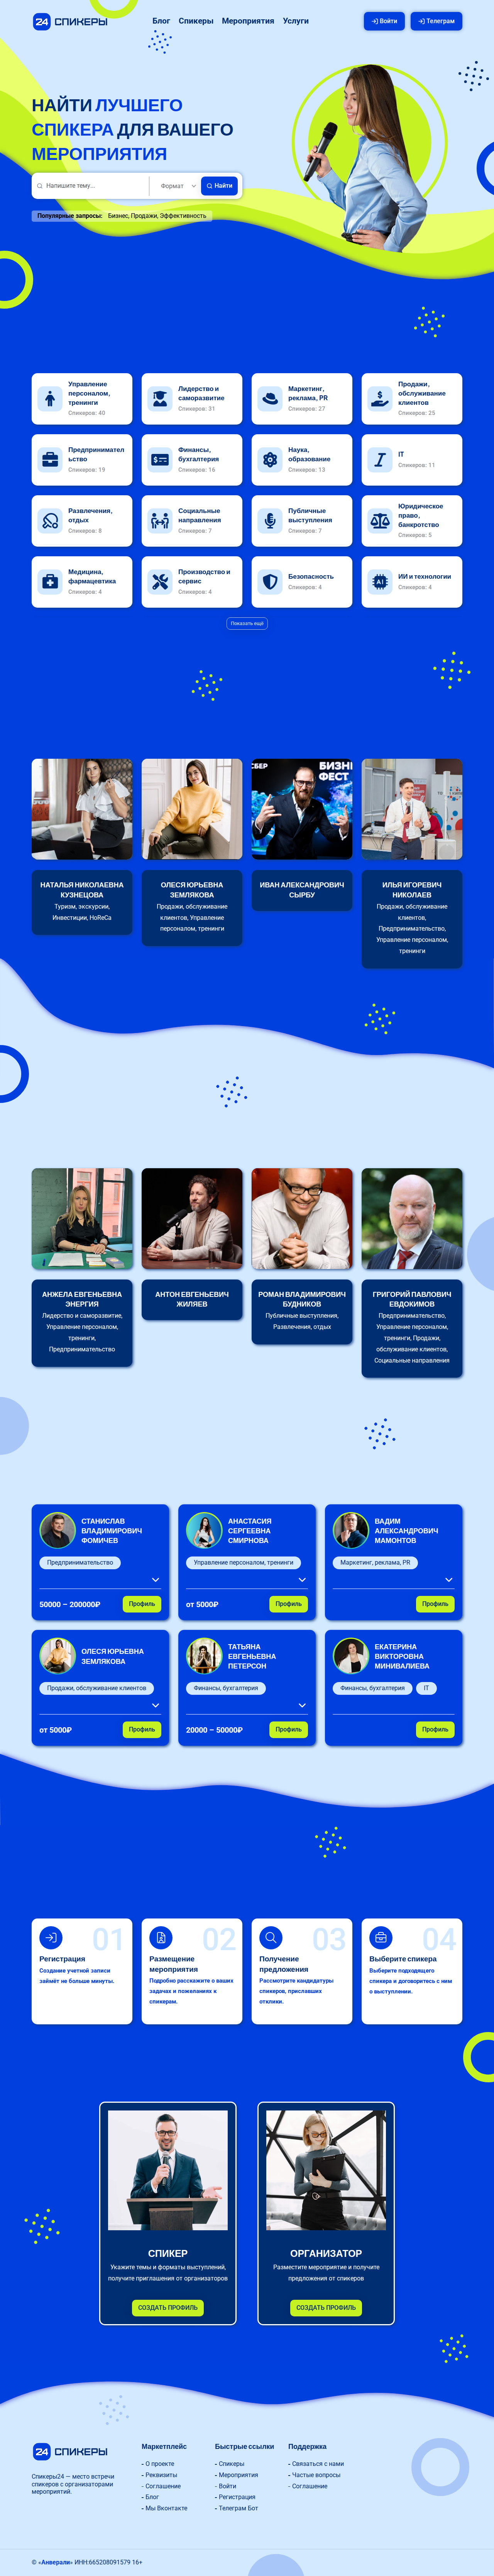 24 СПИКЕРЫ
Блог Спикеры Мероприятия Услуги
Войти Телеграм
НАЙТИ ЛУЧШЕГО
СПИКЕРА ДЛЯ ВАШЕГО
МЕРОПРИЯТИЯ
Напишите тему... Формат Найти
Популярные запросы: Бизнес, Продажи, Эффективность
Управление
персоналом,
тренинги
Спикеров: 40
Лидерство и
саморазвитие
Спикеров: 31
Маркетинг,
реклама, PR
Спикеров: 27
Продажи,
обслуживание
клиентов
Спикеров: 25
Предпринимател
ьство
Спикеров: 19
Финансы,
бухгалтерия
Спикеров: 16
Наука,
образование
Спикеров: 13
IT
Спикеров: 11
Развлечения,
отдых
Спикеров: 8
Социальные
направления
Спикеров: 7
Публичные
выступления
Спикеров: 7
Юридическое
право,
банкротство
Спикеров: 5
Медицина,
фармацевтика
Спикеров: 4
Производство и
сервис
Спикеров: 4
Безопасность
Спикеров: 4
AI
ИИ и технологии
Спикеров: 4
Показать ещё
СБЕР
БИЗНЕ
ФЕСТ
НАТАЛЬЯ НИКОЛАЕВНА
КУЗНЕЦОВА
Туризм, экскурсии,
Инвестиции, HoReCa
ОЛЕСЯ ЮРЬЕВНА
ЗЕМЛЯКОВА
Продажи, обслуживание
клиентов, Управление
персоналом, тренинги
ИВАН АЛЕКСАНДРОВИЧ
СЫРБУ
ИЛЬЯ ИГОРЕВИЧ
НИКОЛАЕВ
Продажи, обслуживание
клиентов,
Предпринимательство,
Управление персоналом,
тренинги
АНЖЕЛА ЕВГЕНЬЕВНА
ЭНЕРГИЯ
Лидерство и саморазвитие,
Управление персоналом,
тренинги,
Предпринимательство
АНТОН ЕВГЕНЬЕВИЧ
ЖИЛЯЕВ
РОМАН ВЛАДИМИРОВИЧ
БУДНИКОВ
Публичные выступления,
Развлечения, отдых
ГРИГОРИЙ ПАВЛОВИЧ
ЕВДОКИМОВ
Предпринимательство,
Управление персоналом,
тренинги, Продажи,
обслуживание клиентов,
Социальные направления
СТАНИСЛАВ
ВЛАДИМИРОВИЧ
ФОМИЧЕВ
Предпринимательство
50000 – 200000₽ Профиль
АНАСТАСИЯ
СЕРГЕЕВНА
СМИРНОВА
Управление персоналом, тренинги
от 5000₽ Профиль
ВАДИМ
АЛЕКСАНДРОВИЧ
МАМОНТОВ
Маркетинг, реклама, PR
Профиль
ОЛЕСЯ ЮРЬЕВНА
ЗЕМЛЯКОВА
Продажи, обслуживание клиентов
от 5000₽ Профиль
ТАТЬЯНА
ЕВГЕНЬЕВНА
ПЕТЕРСОН
Финансы, бухгалтерия
20000 – 50000₽ Профиль
ЕКАТЕРИНА
ВИКТОРОВНА
МИНИВАЛИЕВА
Финансы, бухгалтерия IT
Профиль
01
Регистрация
Создание учетной записи
займёт не больше минуты.
02
Размещение
мероприятия
Подробно расскажите о ваших
задачах и пожеланиях к
спикерам.
03
Получение
предложения
Рассмотрите кандидатуры
спикеров, приславших
отклики.
04
Выберите спикера
Выберите подходящего
спикера и договоритесь с ним
о выступлении.
СПИКЕР
Укажите темы и форматы выступлений,
получите приглашения от организаторов
СОЗДАТЬ ПРОФИЛЬ
ОРГАНИЗАТОР
Разместите мероприятие и получите
предложения от спикеров
СОЗДАТЬ ПРОФИЛЬ
24 СПИКЕРЫ
Спикеры24 — место встречи
спикеров с организаторами
мероприятий.
Маркетплейс
- О проекте
- Реквизиты
- Соглашение
- Блог
- Мы Вконтакте
Быстрые ссылки
- Спикеры
- Мероприятия
- Войти
- Регистрация
- Телеграм Бот
Поддержка
- Связаться с нами
- Частые вопросы
- Соглашение
© «Анверали» ИНН:665208091579 16+